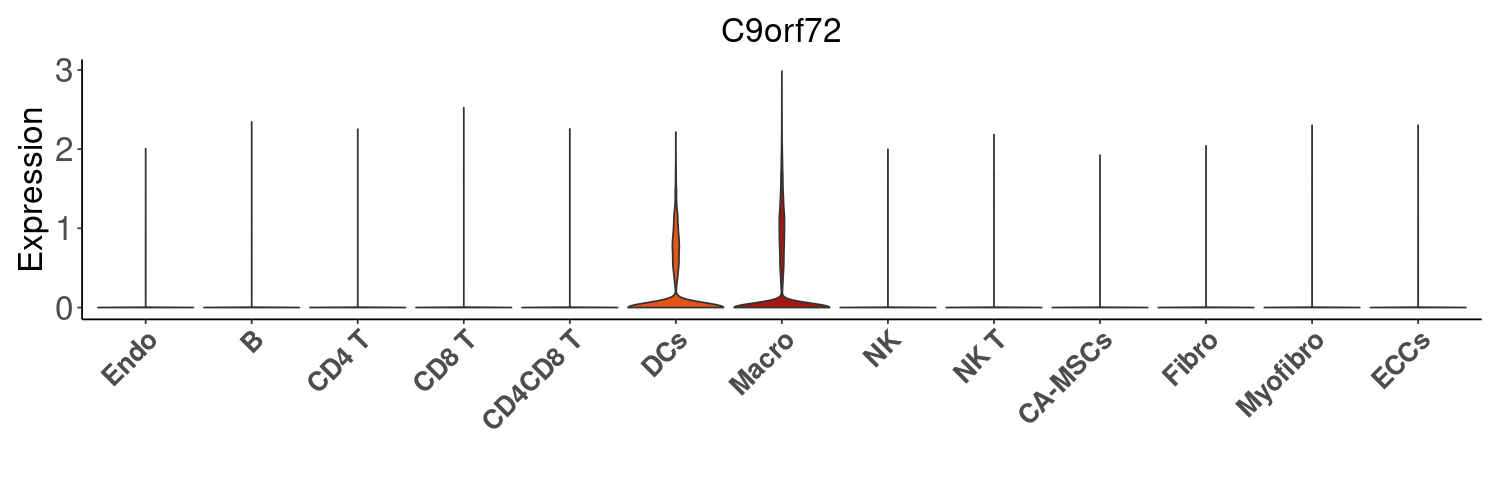 C9orf72
Expression
3
2
1
0
Endo
B
CD4 T
CD8 T
CD4CD8 T
DCs
Macro
NK
NK T
CA-MSCs
Fibro
Myofibro
ECCs